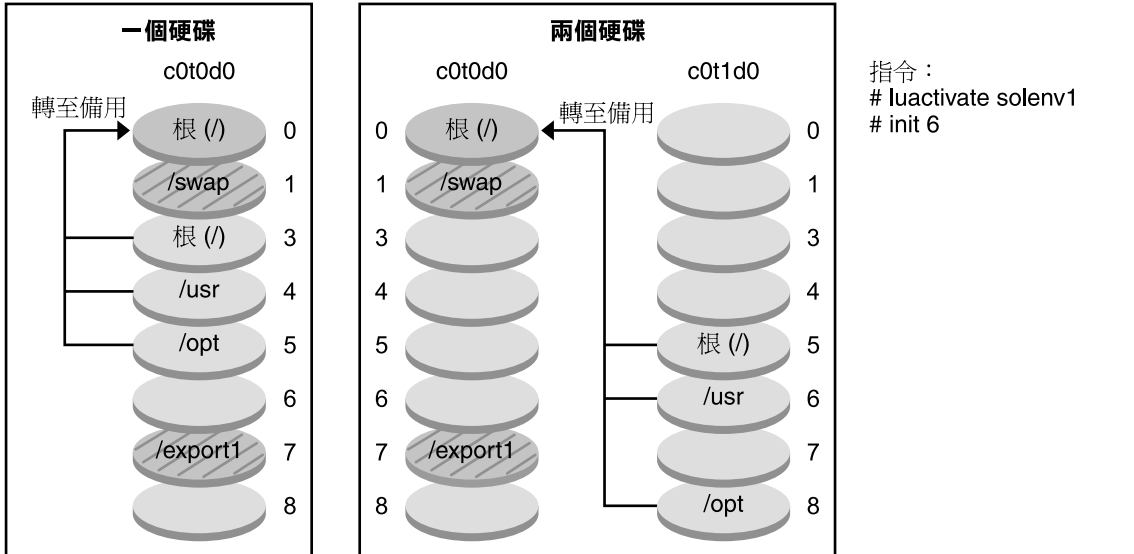 一個硬碟
c0t0d0
轉至備用
根 (/) 0
/swap 1
根 (/) 3
/usr 4
/opt 5
6
/export1 7
8
兩個硬碟
c0t0d0 c0t1d0
轉至備用
0 根 (/) 0
1 /swap 1
3 3
4 4
5 根 (/) 5
6 /usr 6
7 /export1 7
8 /opt 8
指令：
# luactivate solenv1
# init 6